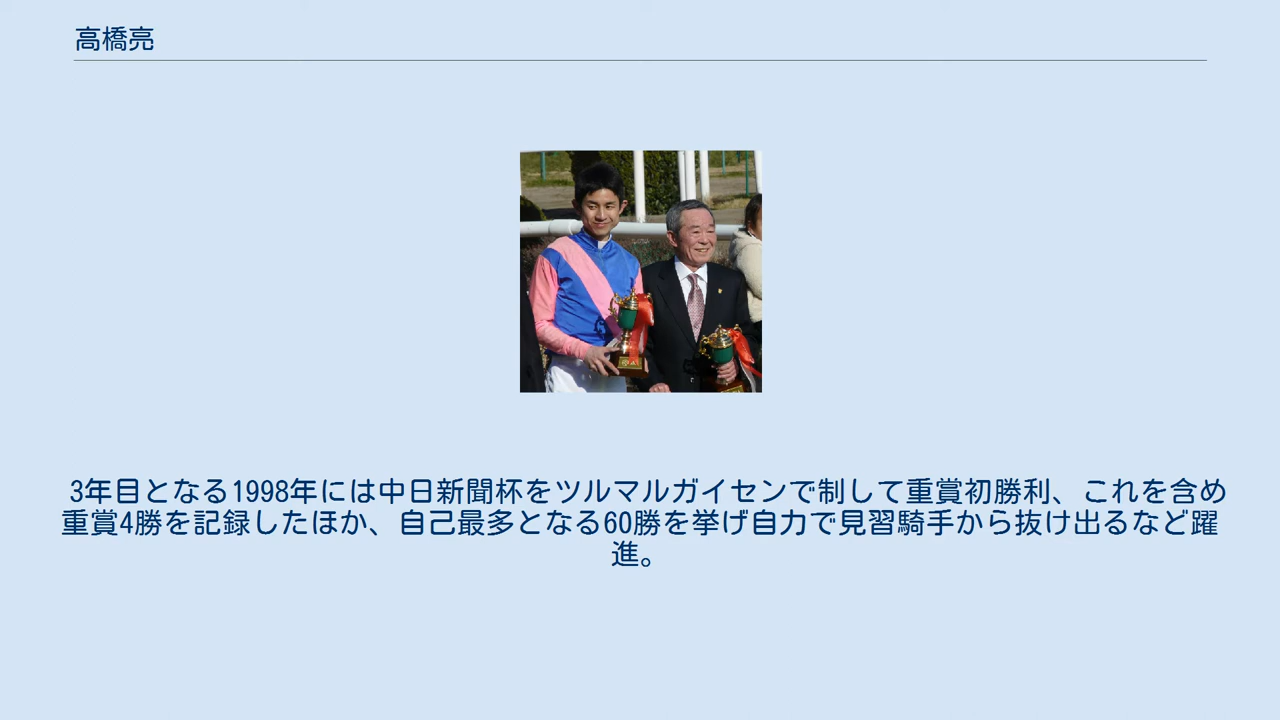 高橋亮
3年目となる1998年には中日新聞杯をツルマルガイセンで制して重賞初勝利、これを含め
重賞4勝を記録したほか、自己最多となる60勝を挙げ自力で見習騎手から抜け出るなど躍
進。